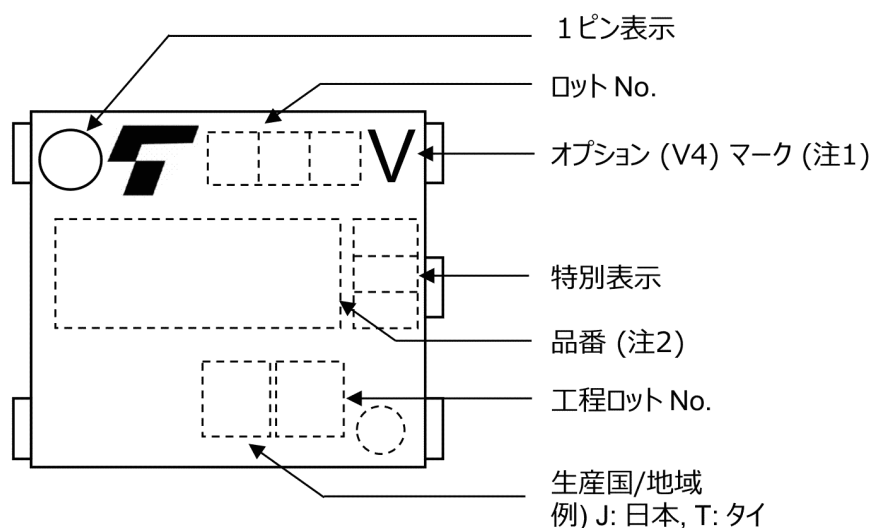 1ピン表示
ロット No.
V
オプション (V4) マーク (注1)
特別表示
品番 (注2)
工程ロット No.
生産国/地域
例) J: 日本, T: タイ